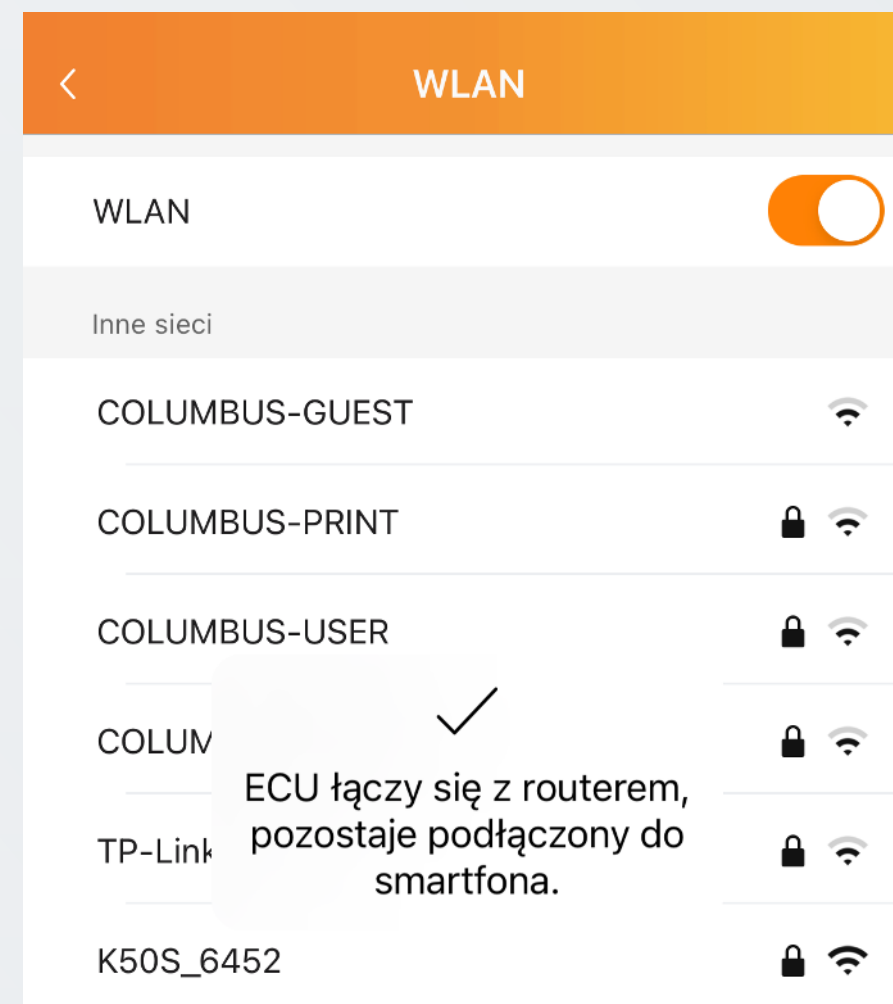 WLAN
WLAN
Inne sieci
COLUMBUS-GUEST
COLUMBUS-PRINT
COLUMBUS-USER
COLUM
ECU łączy się z routerem,
pozostaje podłączony do
smartfona.
TP-Link
K50S_6452